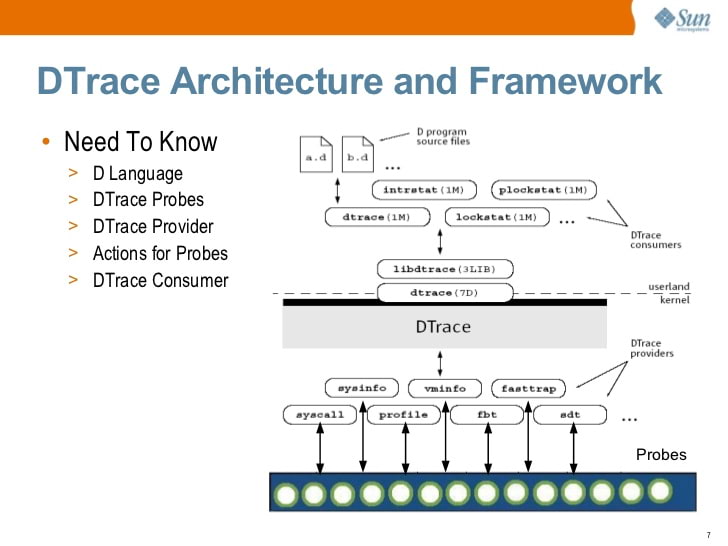 Sun
microsystems
DTrace Architecture and Framework
• Need To Know
> D Language
> DTrace Probes
> DTrace Provider
> Actions for Probes
> DTrace Consumer
D program
source files
a.d b.d ...
intrstat(1M) plockstat(1M)
dtrace(1M) lockstat(1M) ...
DTrace
consumers
libdtrace(3LIB)
dtrace(7D)
userland
kernel
DTrace
DTrace
providers
sysinfo vminfo fasttrap
syscall profile fbt sdt ...
Probes
7